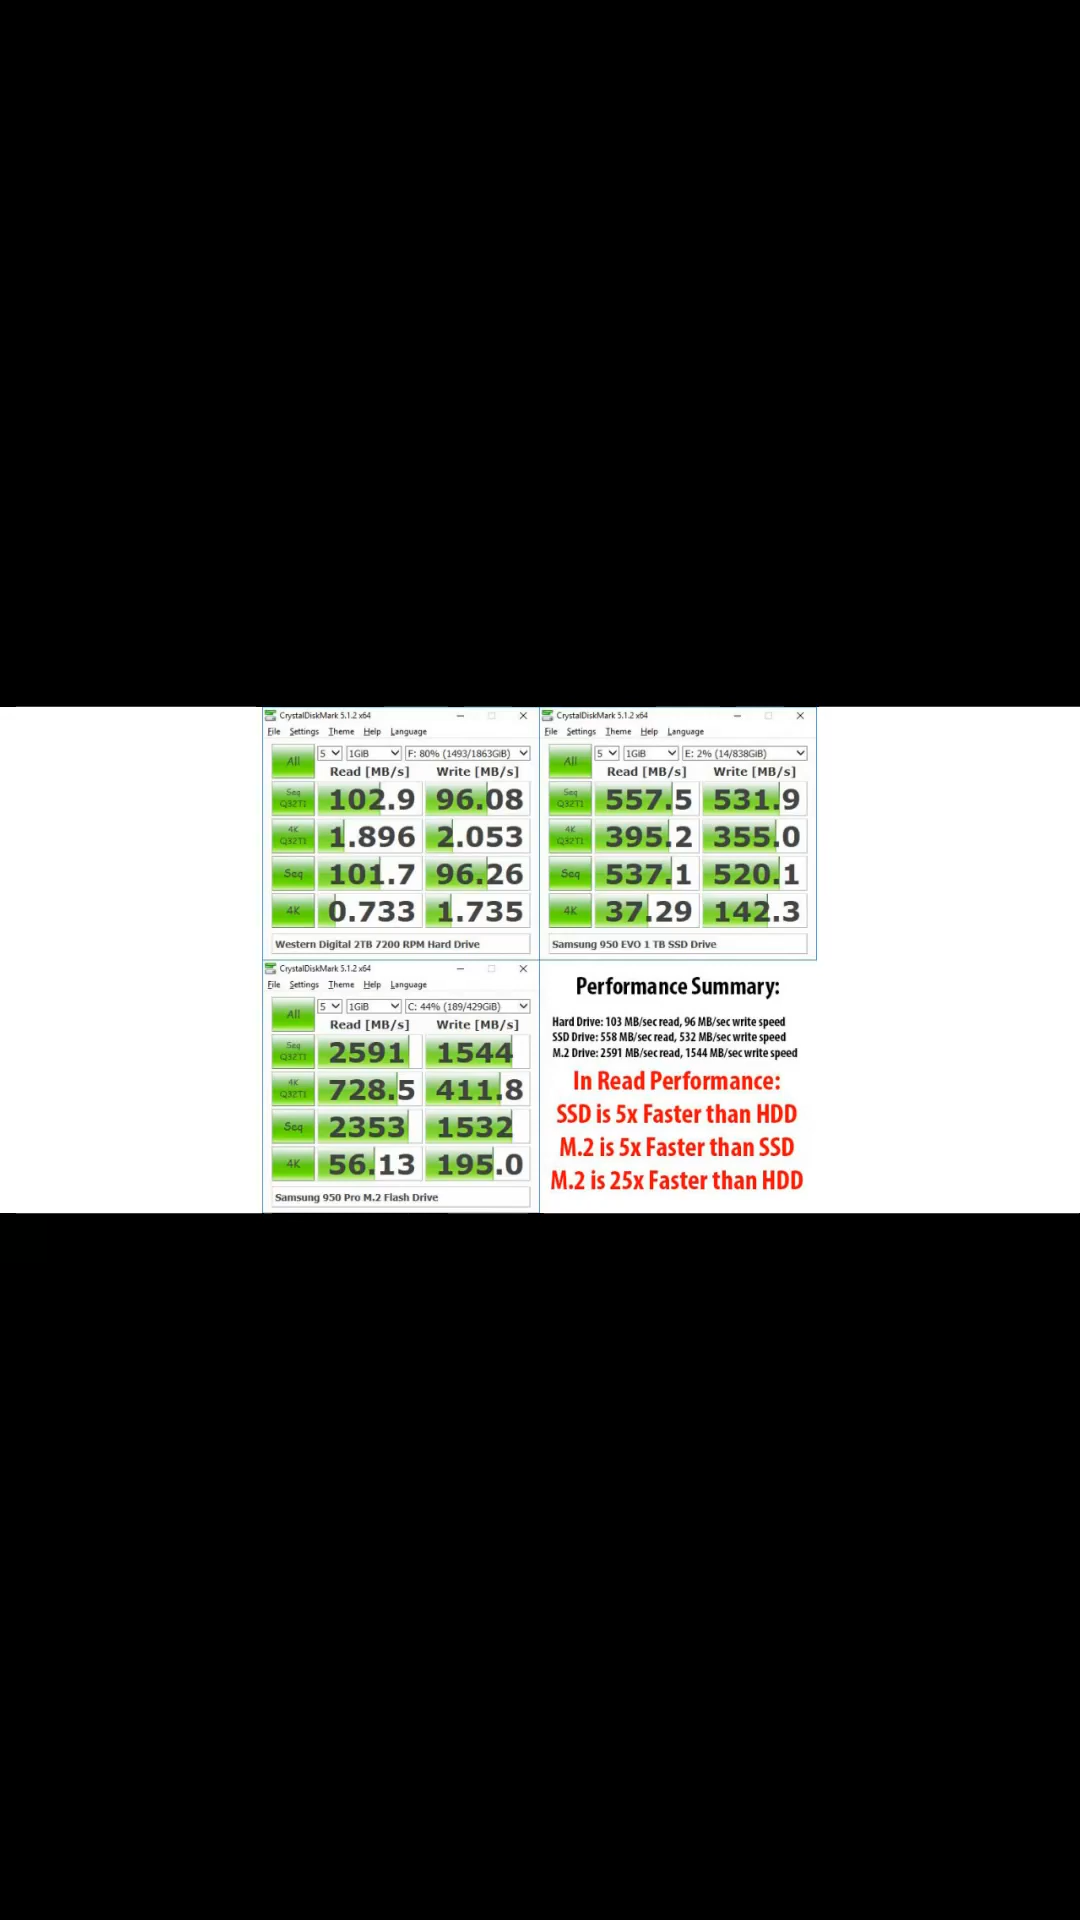 CrystalDiskMark 5.1.2 x64
File Settings Theme Help Language
All 5 1GiB F: 80% (1493/1863GiB)
Read [MB/s] Write [MB/s]
Seq Q32T1 102.9 96.08
4K Q32T1 1.896 2.053
Seq 101.7 96.26
4K 0.733 1.735
Western Digital 2TB 7200 RPM Hard Drive
CrystalDiskMark 5.1.2 x64
File Settings Theme Help Language
All 5 1GiB E: 2% (14/838GiB)
Read [MB/s] Write [MB/s]
Seq Q32T1 557.5 531.9
4K Q32T1 395.2 355.0
Seq 537.1 520.1
4K 37.29 142.3
Samsung 950 EVO 1 TB SSD Drive
CrystalDiskMark 5.1.2 x64
File Settings Theme Help Language
All 5 1GiB C: 44% (189/429GiB)
Read [MB/s] Write [MB/s]
Seq Q32T1 2591 1544
4K Q32T1 728.5 411.8
Seq 2353 1532
4K 56.13 195.0
Samsung 950 Pro M.2 Flash Drive
Performance Summary:
Hard Drive: 103 MB/sec read, 96 MB/sec write speed
SSD Drive: 558 MB/sec read, 532 MB/sec write speed
M.2 Drive: 2591 MB/sec read, 1544 MB/sec write speed
In Read Performance:
SSD is 5x Faster than HDD
M.2 is 5x Faster than SSD
M.2 is 25x Faster than HDD